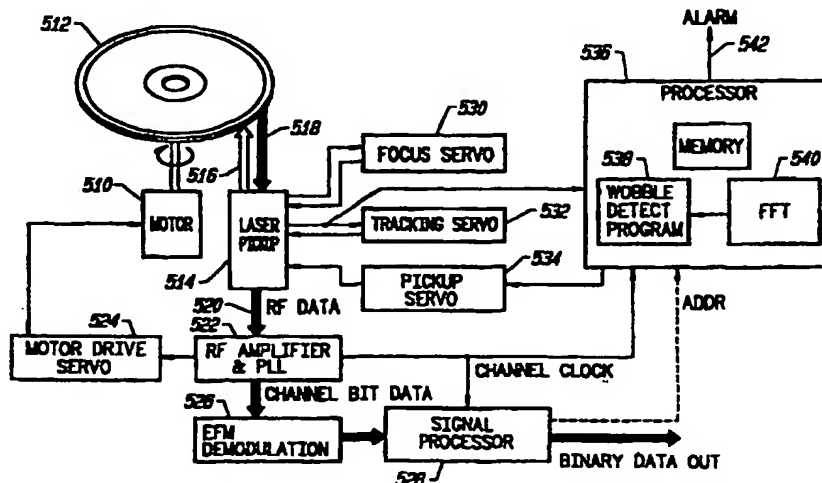 512
ALARM
542
536
PROCESSOR
518
530
516
FOCUS SERVO
MEMORY
538
540
510
MOTOR
LASER
PICKUP
532
TRACKING SERVO
WOBBLE
DETECT
PROGRAM
FFT
514
534
PICKUP
SERVO
520
RF DATA
ADDR
524
522
MOTOR DRIVE
SERVO
RF AMPLIFIER
& PLL
CHANNEL CLOCK
CHANNEL BIT DATA
526
EFM
DEMODULATION
SIGNAL
PROCESSOR
BINARY DATA OUT
528